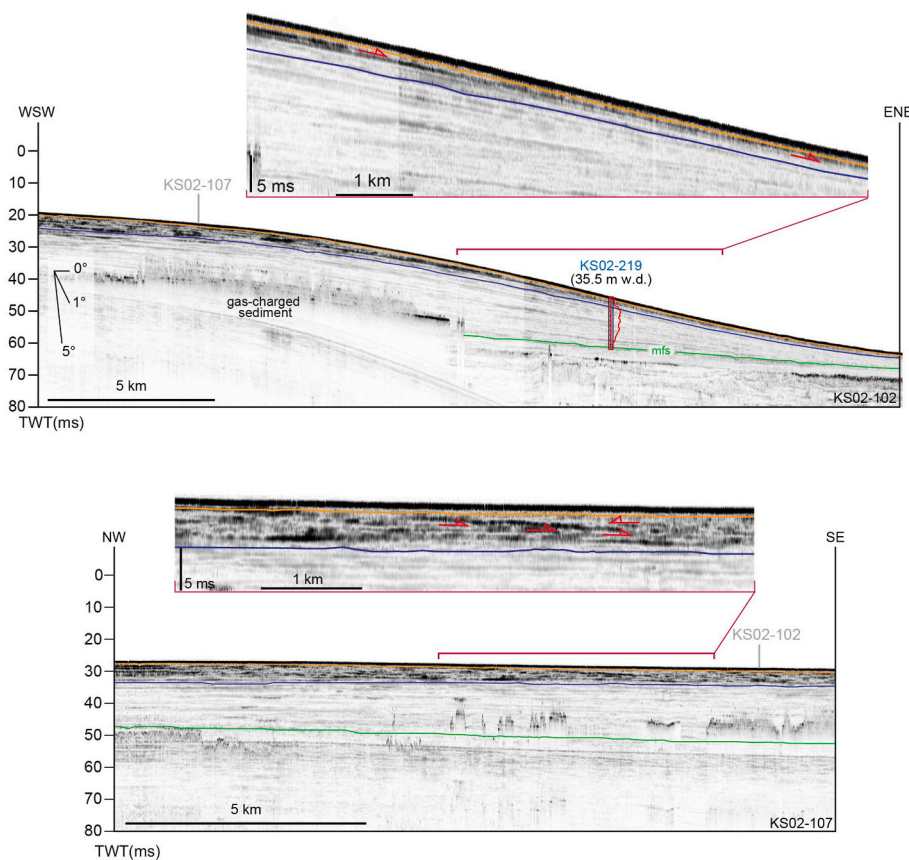 WSW
ENE
0
10
20
30
40
50
60
70
80
TWT(ms)
5 ms
1 km
KS02-107
KS02-219
(35.5 m w.d.)
0°
1°
5°
gas-charged
sediment
mfs
5 km
KS02-102
NW
SE
0
10
20
30
40
50
60
70
80
TWT(ms)
5 ms
1 km
KS02-102
5 km
KS02-107